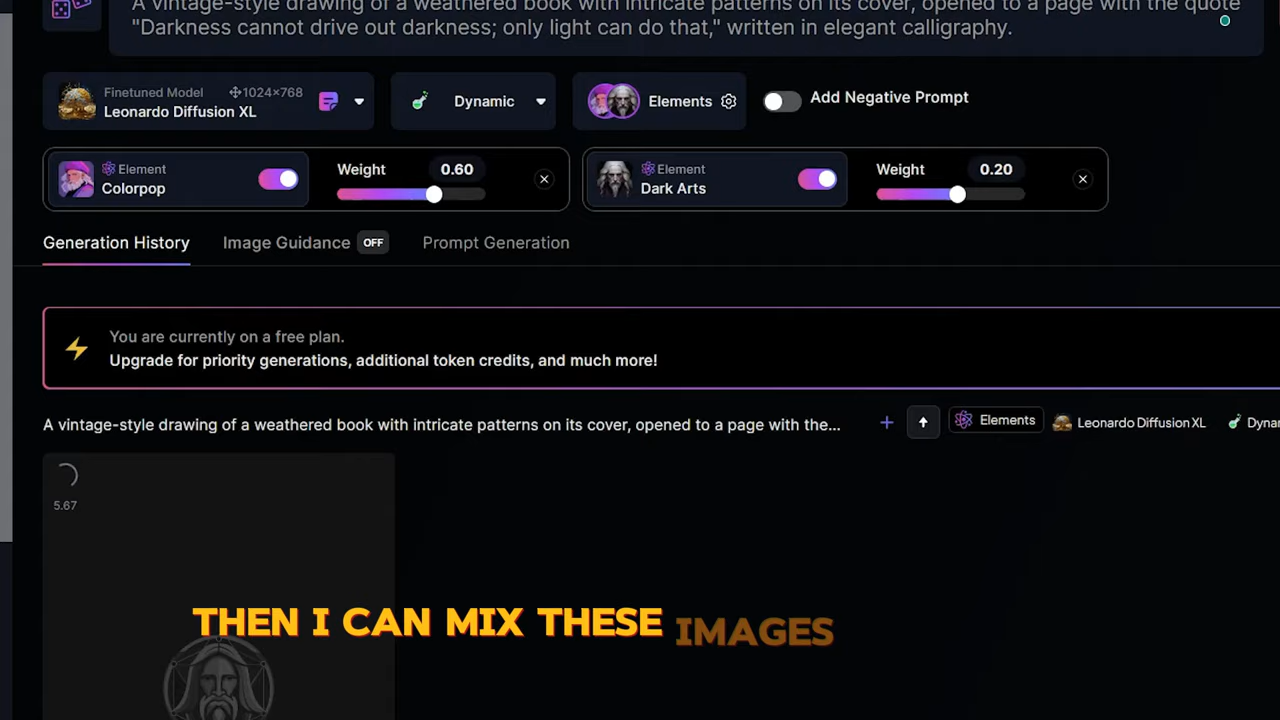 A vintage-style drawing of a weathered book with intricate patterns on its cover, opened to a page with the quote
"Darkness cannot drive out darkness; only light can do that," written in elegant calligraphy.
Finetuned Model 1024×768
Leonardo Diffusion XL
Dynamic
Elements
Add Negative Prompt
Element
Colorpop
Weight 0.60
Element
Dark Arts
Weight 0.20
Generation History Image Guidance OFF Prompt Generation
You are currently on a free plan.
Upgrade for priority generations, additional token credits, and much more!
A vintage-style drawing of a weathered book with intricate patterns on its cover, opened to a page with the... Elements Leonardo Diffusion XL Dynar
5.67
THEN I CAN MIX THESE IMAGES